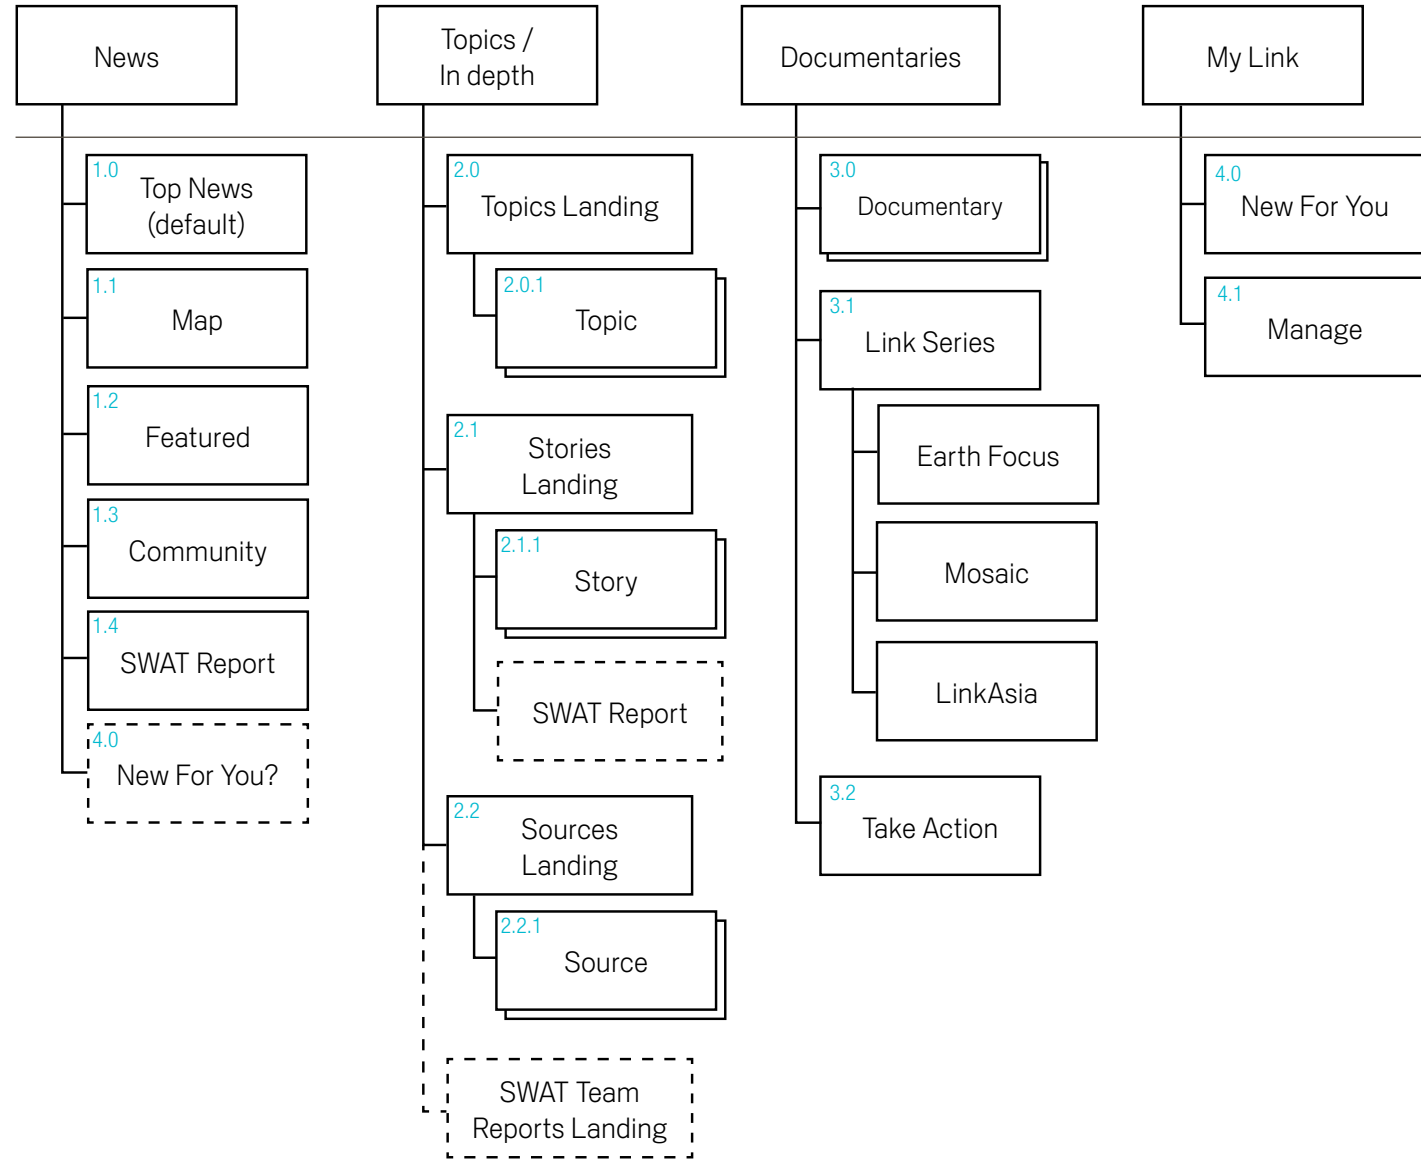 News
Topics /
In depth
Documentaries
My Link
1.0
Top News
(default)
1.1
Map
1.2
Featured
1.3
Community
1.4
SWAT Report
4.0
New For You?
2.0
Topics Landing
2.0.1
Topic
2.1
Stories
Landing
2.1.1
Story
SWAT Report
2.2
Sources
Landing
2.2.1
Source
SWAT Team
Reports Landing
3.0
Documentary
3.1
Link Series
Earth Focus
Mosaic
LinkAsia
3.2
Take Action
4.0
New For You
4.1
Manage